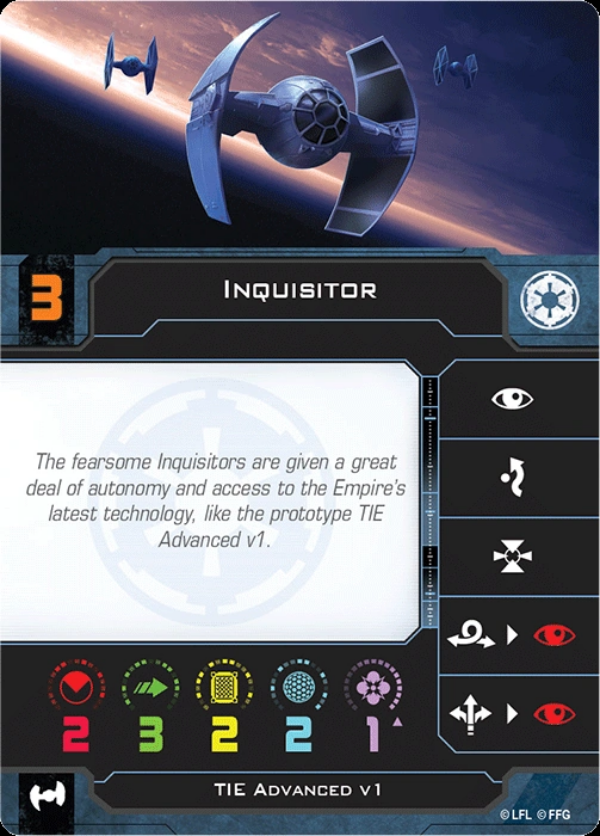 3
INQUISITOR
The fearsome Inquisitors are given a great
deal of autonomy and access to the Empire's
latest technology, like the prototype TIE
Advanced v1.
2 3 2 2 1
TIE ADVANCED V1
© LFL © FFG